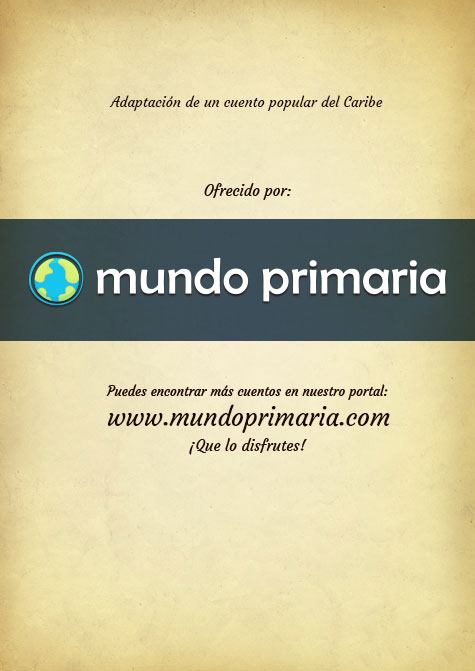 Adaptación de un cuento popular del Caribe
Ofrecido por:
mundo primaria
Puedes encontrar más cuentos en nuestro portal:
www.mundoprimaria.com
¡Que lo disfrutes!